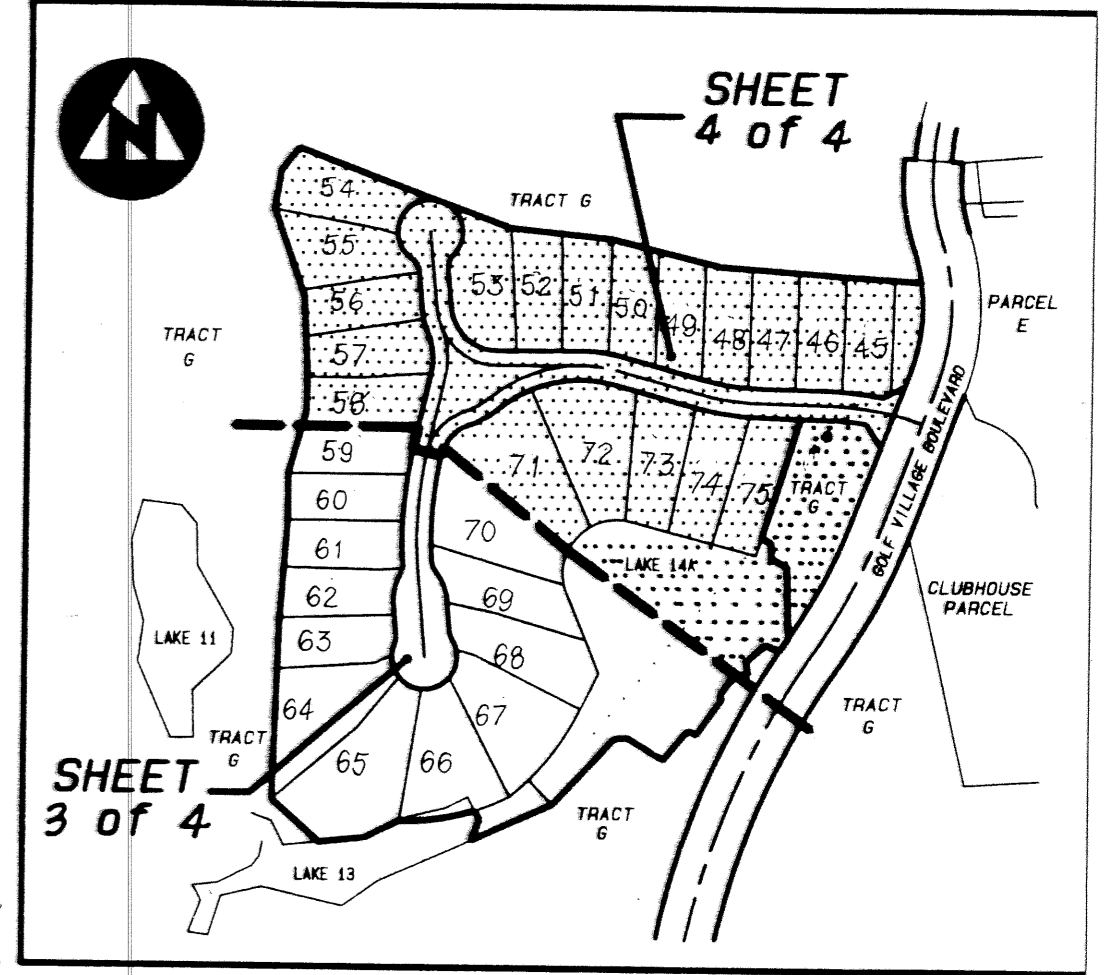 N
SHEET
4 of 4
TRACT G
54
55
56
57
58
53
52
51
50
49
48
47
46
45
PARCEL
E
TRACT
G
GOLF VILLAGE BOULEVARD
59
60
61
62
63
64
65
66
67
68
69
70
71
72
73
74
75
TRACT
G
LAKE 14A
CLUBHOUSE
PARCEL
LAKE 11
TRACT
G
TRACT
G
SHEET
3 of 4
TRACT
G
LAKE 13